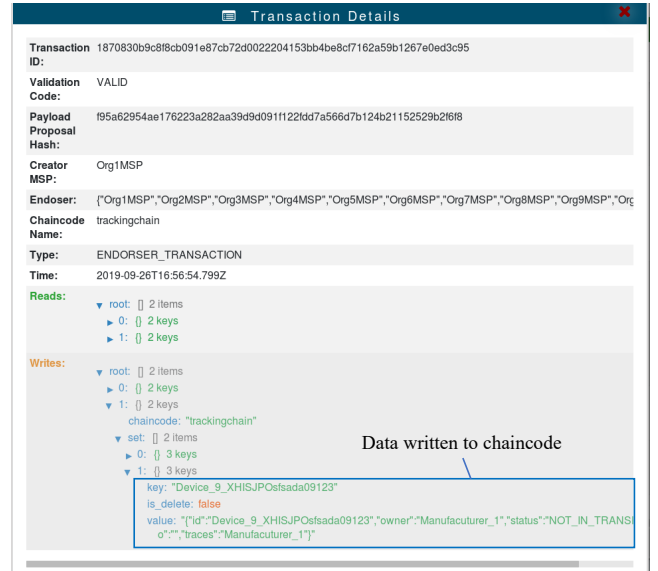 Transaction Details
Transaction 1870830b9c8f8cb091e87cb72d0022204153bb4be8cf7162a59b1267e0ed3c95
ID:
Validation VALID
Code:
Payload f95a62954ae176223a282aa39d9d091f122fdd7a566d7b124b21152529b2f6f8
Proposal
Hash:
Creator Org1MSP
MSP:
Endoser: {"Org1MSP","Org2MSP","Org3MSP","Org4MSP","Org5MSP","Org6MSP","Org7MSP","Org8MSP","Org9MSP","Org
Chaincode trackingchain
Name:
Type: ENDORSER_TRANSACTION
Time: 2019-09-26T16:56:54.799Z
Reads:
root: [] 2 items
0: {} 2 keys
1: {} 2 keys
Writes:
root: [] 2 items
0: {} 2 keys
1: {} 2 keys
chaincode: "trackingchain"
set: [] 2 items
Data written to chaincode
0: {} 3 keys
1: {} 3 keys
key: "Device_9_XHISJPOsfsada09123"
is_delete: false
value: "{"id":"Device_9_XHISJPOsfsada09123","owner":"Manufacuturer_1","status":"NOT_IN_TRANSI
o":"","traces":"Manufacuturer_1"}"